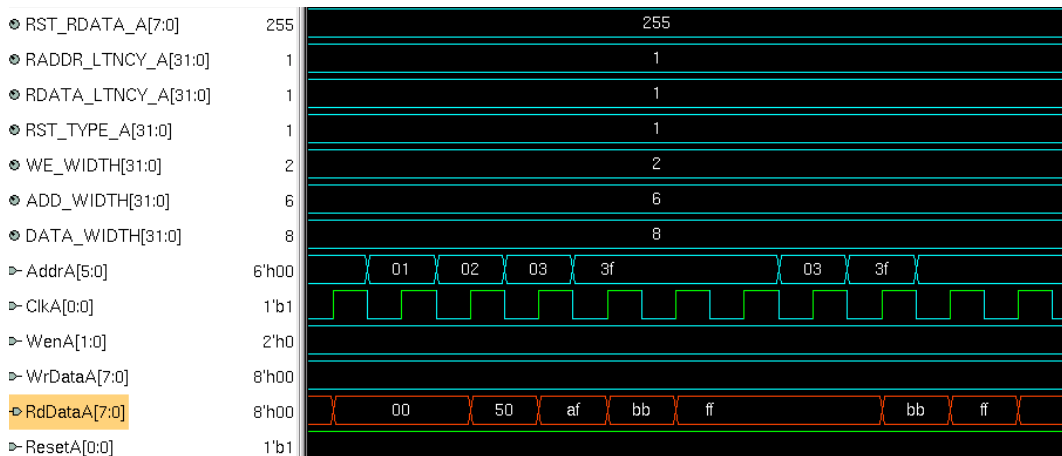 RST_RDATA_A[7:0] 255 255
RADDR_LTNCY_A[31:0] 1 1
RDATA_LTNCY_A[31:0] 1 1
RST_TYPE_A[31:0] 1 1
WE_WIDTH[31:0] 2 2
ADD_WIDTH[31:0] 6 6
DATA_WIDTH[31:0] 8 8
AddrA[5:0] 6'h00 01 02 03 3f 03 3f
ClkA[0:0] 1'b1
WenA[1:0] 2'h0
WrDataA[7:0] 8'h00
RdDataA[7:0] 8'h00 00 50 af bb ff bb ff
ResetA[0:0] 1'b1